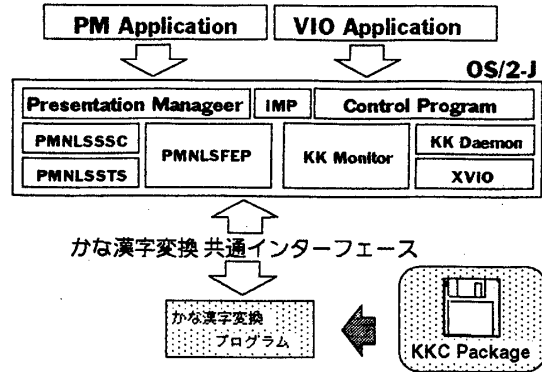 PM Application
VIO Application
OS/2-J
Presentation Manageer
IMP
Control Program
PMNLSSSC
PMNLSFEP
KK Monitor
KK Daemon
PMNLSSTS
XVIO
かな漢字変換 共通インターフェース
かな漢字変換
プログラム
KKC Package